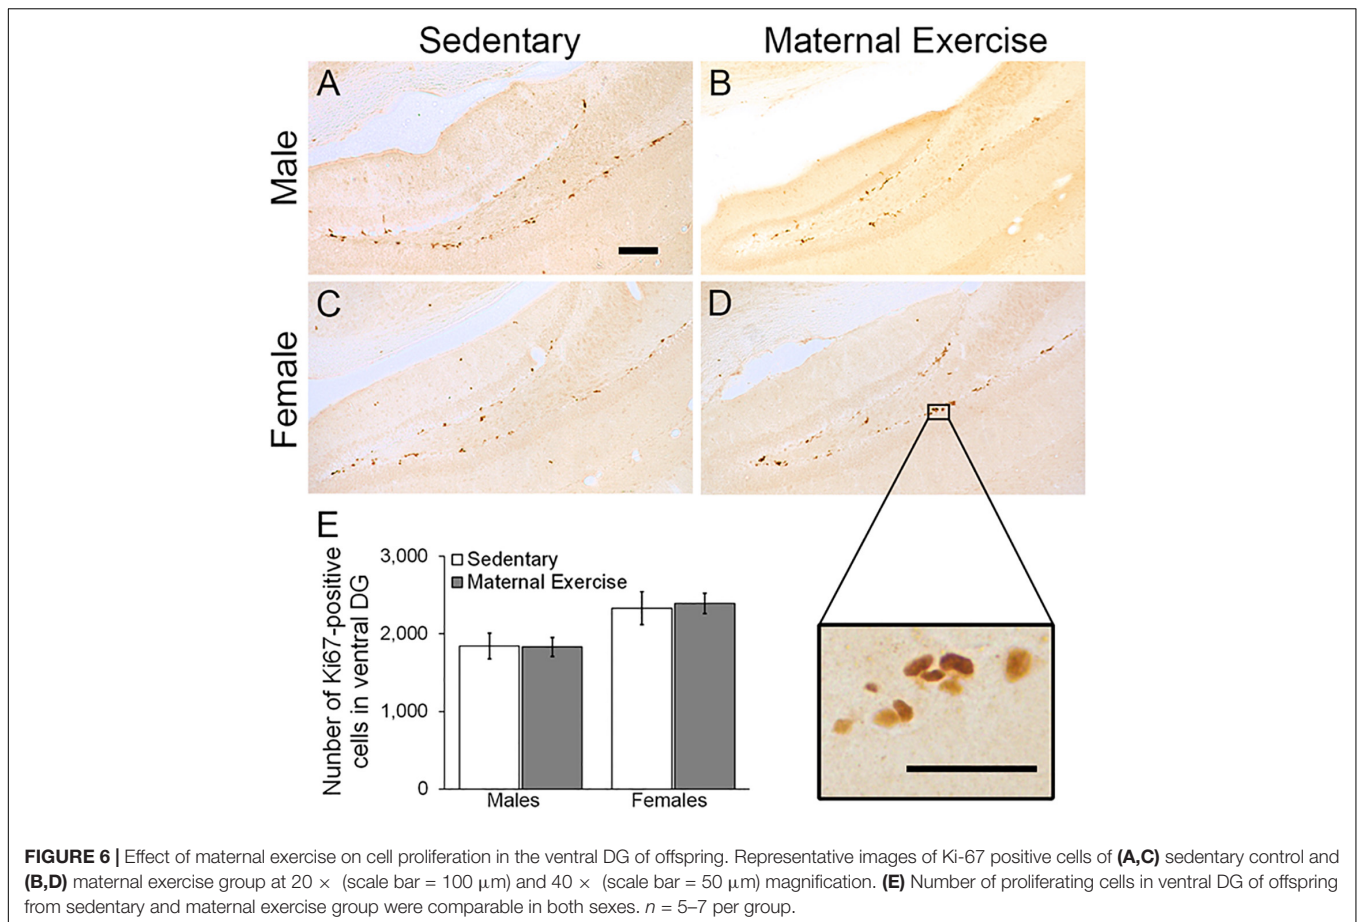 Sedentary
Maternal Exercise
Male
A
B
Female
C
D
E
Nunber of Ki67-positive
cells in ventral DG
3,000
2,000
1,000
0
Sedentary
Maternal Exercise
Males
Females
FIGURE 6 | Effect of maternal exercise on cell proliferation in the ventral DG of offspring. Representative images of Ki-67 positive cells of (A,C) sedentary control and
(B,D) maternal exercise group at 20 × (scale bar = 100 μm) and 40 × (scale bar = 50 μm) magnification. (E) Number of proliferating cells in ventral DG of offspring
from sedentary and maternal exercise group were comparable in both sexes. n = 5–7 per group.